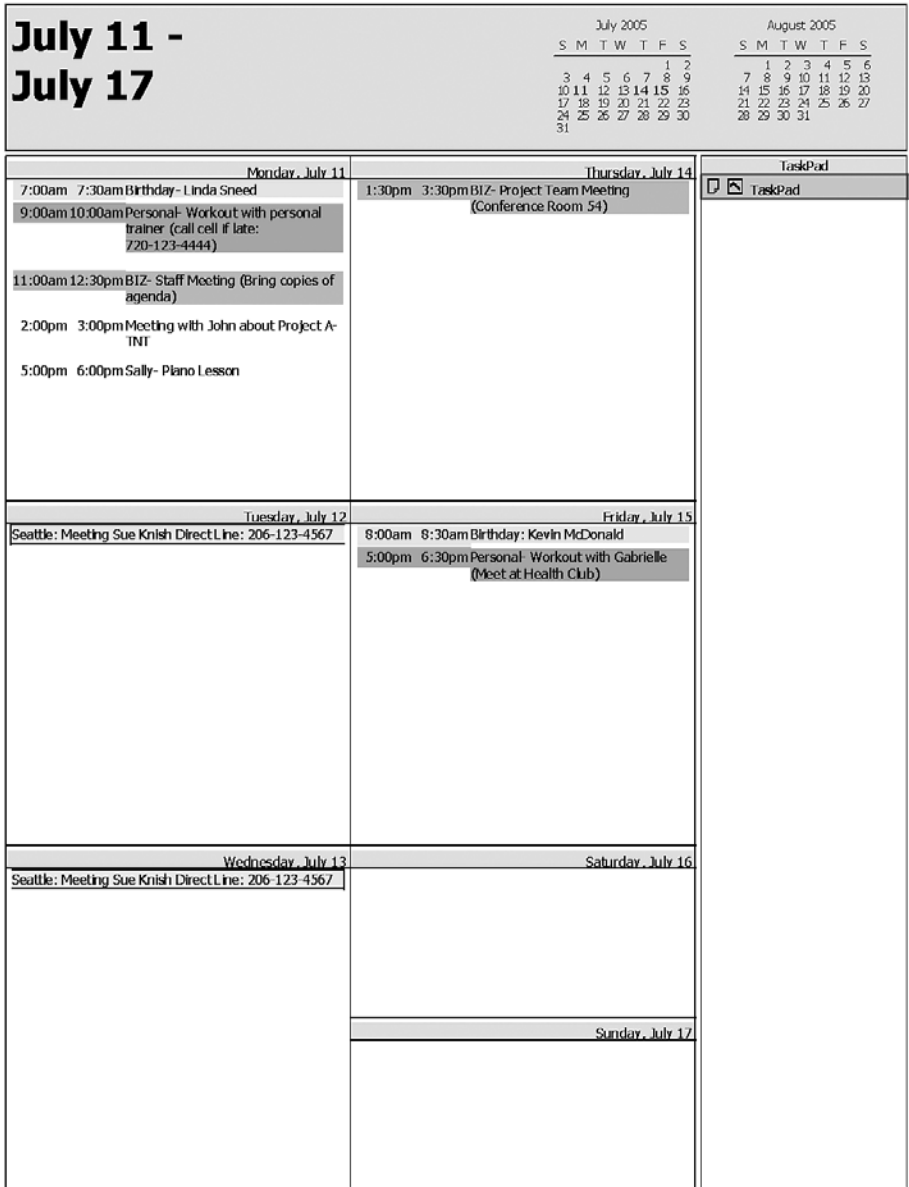 July 11 -
July 17
July 2005
S M T W T F S
1 2
3 4 5 6 7 8 9
10 11 12 13 14 15 16
17 18 19 20 21 22 23
24 25 26 27 28 29 30
31
August 2005
S M T W T F S
1 2 3 4 5 6
7 8 9 10 11 12 13
14 15 16 17 18 19 20
21 22 23 24 25 26 27
28 29 30 31
Monday, July 11
7:00am 7:30am Birthday- Linda Sneed
9:00am 10:00am Personal- Workout with personal
trainer (call cell if late:
720-123-4444)
11:00am 12:30pm BIZ- Staff Meeting (Bring copies of
agenda)
2:00pm 3:00pm Meeting with John about Project A-
TNT
5:00pm 6:00pm Sally- Piano Lesson
Tuesday, July 12
Seattle: Meeting Sue Knish Direct Line: 206-123-4567
Wednesday, July 13
Seattle: Meeting Sue Knish Direct Line: 206-123-4567
Thursday, July 14
1:30pm 3:30pm BIZ- Project Team Meeting
(Conference Room 54)
Friday, July 15
8:00am 8:30am Birthday: Kevin McDonald
5:00pm 6:30pm Personal- Workout with Gabrielle
(Meet at Health Club)
Saturday, July 16
Sunday, July 17
TaskPad
TaskPad